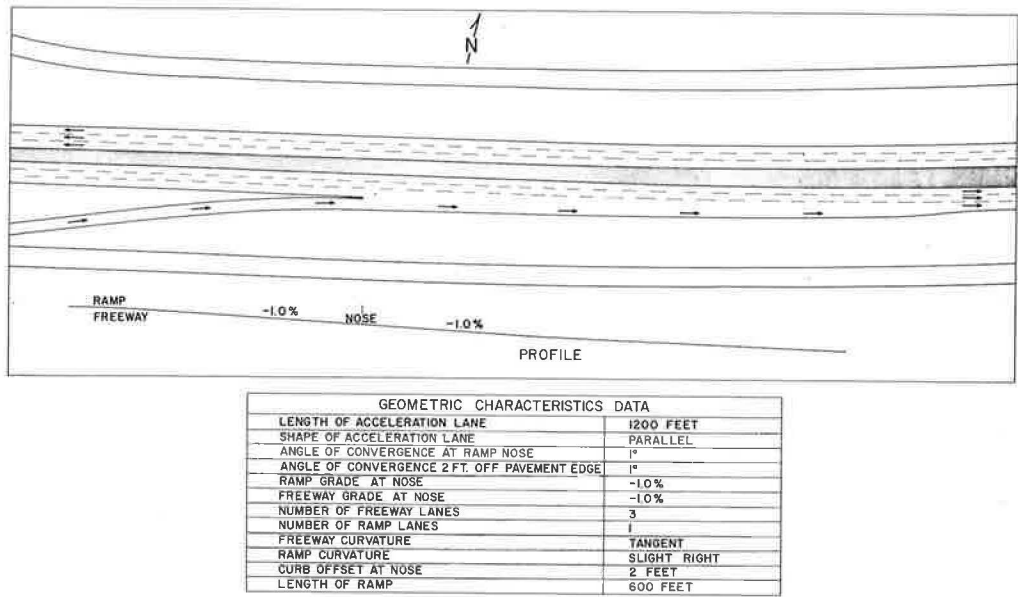 N
RAMP
FREEWAY
-1.0%
NOSE
-1.0%
PROFILE
GEOMETRIC CHARACTERISTICS DATA
LENGTH OF ACCELERATION LANE 1200 FEET
SHAPE OF ACCELERATION LANE PARALLEL
ANGLE OF CONVERGENCE AT RAMP NOSE 1°
ANGLE OF CONVERGENCE 2 FT. OFF PAVEMENT EDGE 1°
RAMP GRADE AT NOSE -1.0%
FREEWAY GRADE AT NOSE -1.0%
NUMBER OF FREEWAY LANES 3
NUMBER OF RAMP LANES 1
FREEWAY CURVATURE TANGENT
RAMP CURVATURE SLIGHT RIGHT
CURB OFFSET AT NOSE 2 FEET
LENGTH OF RAMP 600 FEET